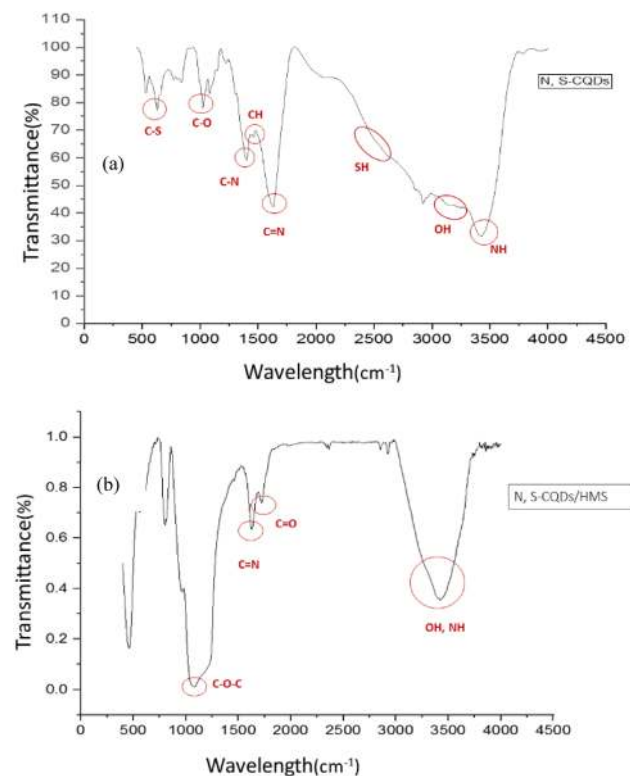 110
100
90
80
70
60
50
40
30
20
10
0
Transmittance(%)
(a)
N, S-CQDs
C-S
C-O
CH
C-N
C=N
SH
OH
NH
0 500 1000 1500 2000 2500 3000 3500 4000 4500
Wavelength(cm⁻¹)
1.0
0.8
0.6
0.4
0.2
0.0
Transmittance(%)
(b)
N, S-CQDs/HMS
C=O
C=N
OH, NH
C-O-C
0 500 1000 1500 2000 2500 3000 3500 4000 4500
Wavelength(cm⁻¹)